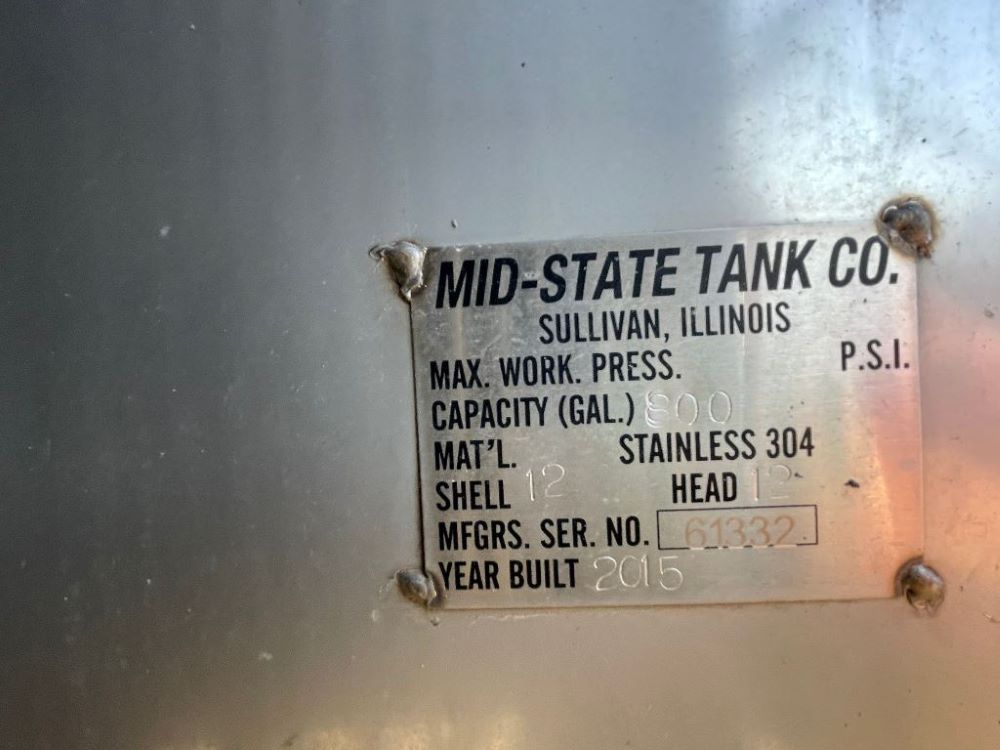 MID-STATE TANK CO.
SULLIVAN, ILLINOIS
MAX. WORK. PRESS. P.S.I.
CAPACITY (GAL.) 800
MAT'L. STAINLESS 304
SHELL 12 HEAD 12
MFGRS. SER. NO. 61332
YEAR BUILT 2015